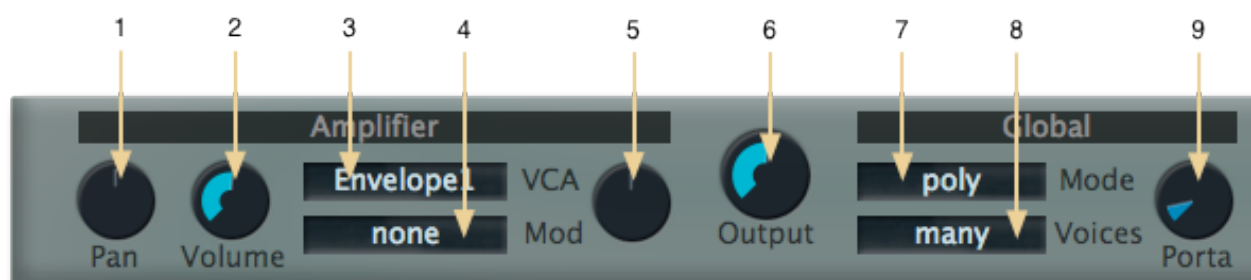 1 2 3 4 5 6 7 8 9
Amplifier Global
Envelope1 VCA poly Mode
none Mod Output many Voices
Pan Volume Porta